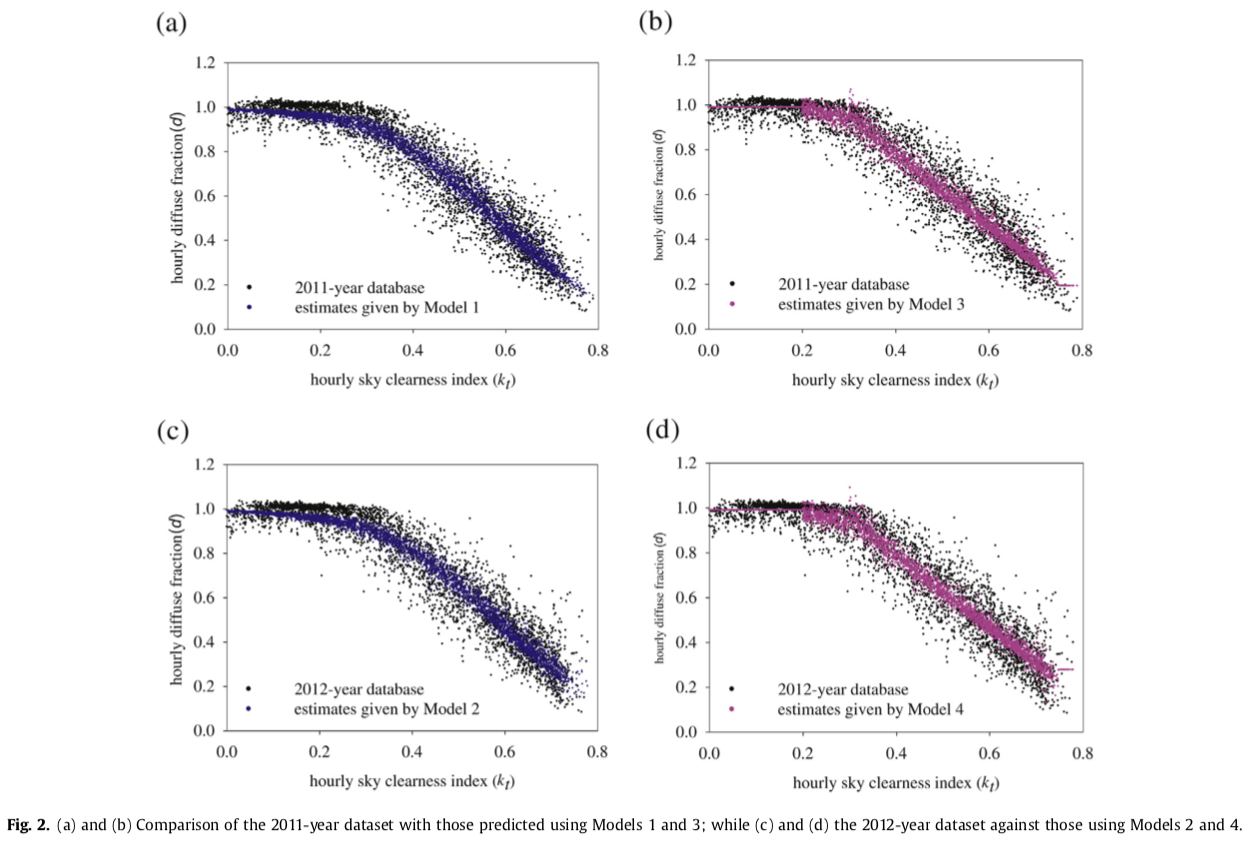 (a)
1.2
1.0
0.8
0.6
0.4
0.2
0.0
hourly diffuse fraction(d)
2011-year database
estimates given by Model 1
0.0 0.2 0.4 0.6 0.8
hourly sky clearness index (kt)
(b)
1.2
1.0
0.8
0.6
0.4
0.2
0.0
hourly diffuse fraction (d)
2011-year database
estimates given by Model 3
0.0 0.2 0.4 0.6 0.8
hourly sky clearness index (kt)
(c)
1.2
1.0
0.8
0.6
0.4
0.2
0.0
hourly diffuse fraction(d)
2012-year database
estimates given by Model 2
0.0 0.2 0.4 0.6 0.8
hourly sky clearness index (kt)
(d)
1.2
1.0
0.8
0.6
0.4
0.2
0.0
hourly diffuse fraction (d)
2012-year database
estimates given by Model 4
0.0 0.2 0.4 0.6 0.8
hourly sky clearness index (kt)
Fig. 2. (a) and (b) Comparison of the 2011-year dataset with those predicted using Models 1 and 3; while (c) and (d) the 2012-year dataset against those using Models 2 and 4.